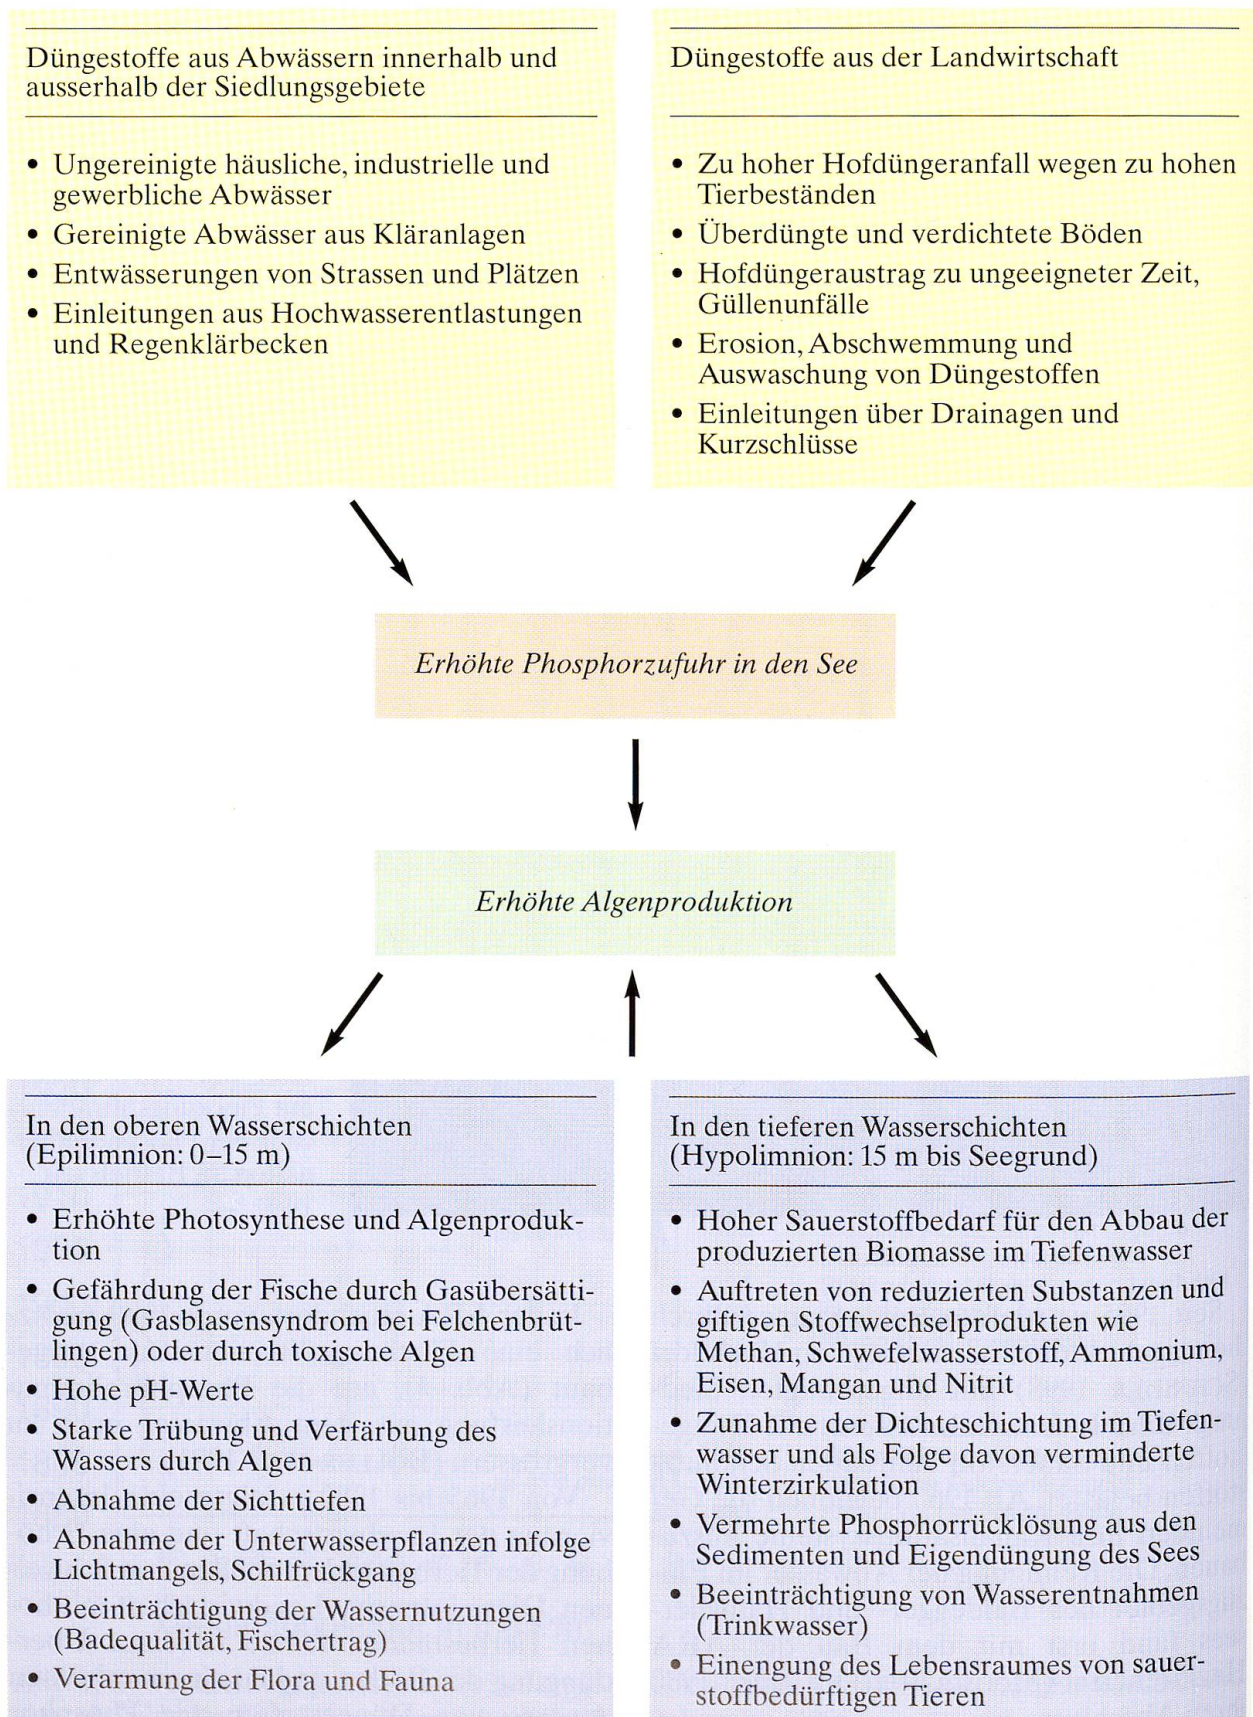 Düngestoffe aus Abwässern innerhalb und
ausserhalb der Siedlungsgebiete
• Ungereinigte häusliche, industrielle und
gewerbliche Abwässer
• Gereinigte Abwässer aus Kläranlagen
• Entwässerungen von Strassen und Plätzen
• Einleitungen aus Hochwasserentlastungen
und Regenklärbecken
Düngestoffe aus der Landwirtschaft
• Zu hoher Hofdüngeranfall wegen zu hohen
Tierbeständen
• Überdüngte und verdichtete Böden
• Hofdüngeraustrag zu ungeeigneter Zeit,
Güllenunfälle
• Erosion, Abschwemmung und
Auswaschung von Düngestoffen
• Einleitungen über Drainagen und
Kurzschlüsse
Erhöhte Phosphorzufuhr in den See
Erhöhte Algenproduktion
In den oberen Wasserschichten
(Epilimnion: 0–15 m)
• Erhöhte Photosynthese und Algenproduk-
tion
• Gefährdung der Fische durch Gasübersätti-
gung (Gasblasensyndrom bei Felchenbrüt-
lingen) oder durch toxische Algen
• Hohe pH-Werte
• Starke Trübung und Verfärbung des
Wassers durch Algen
• Abnahme der Sichttiefen
• Abnahme der Unterwasserpflanzen infolge
Lichtmangels, Schilfrückgang
• Beeinträchtigung der Wassernutzungen
(Badequalität, Fischertrag)
• Verarmung der Flora und Fauna
In den tieferen Wasserschichten
(Hypolimnion: 15 m bis Seegrund)
• Hoher Sauerstoffbedarf für den Abbau der
produzierten Biomasse im Tiefenwasser
• Auftreten von reduzierten Substanzen und
giftigen Stoffwechselprodukten wie
Methan, Schwefelwasserstoff, Ammonium,
Eisen, Mangan und Nitrit
• Zunahme der Dichteschichtung im Tiefen-
wasser und als Folge davon verminderte
Winterzirkulation
• Vermehrte Phosphorrücklösung aus den
Sedimenten und Eigendüngung des Sees
• Beeinträchtigung von Wasserentnahmen
(Trinkwasser)
• Einengung des Lebensraumes von sauer-
stoffbedürftigen Tieren